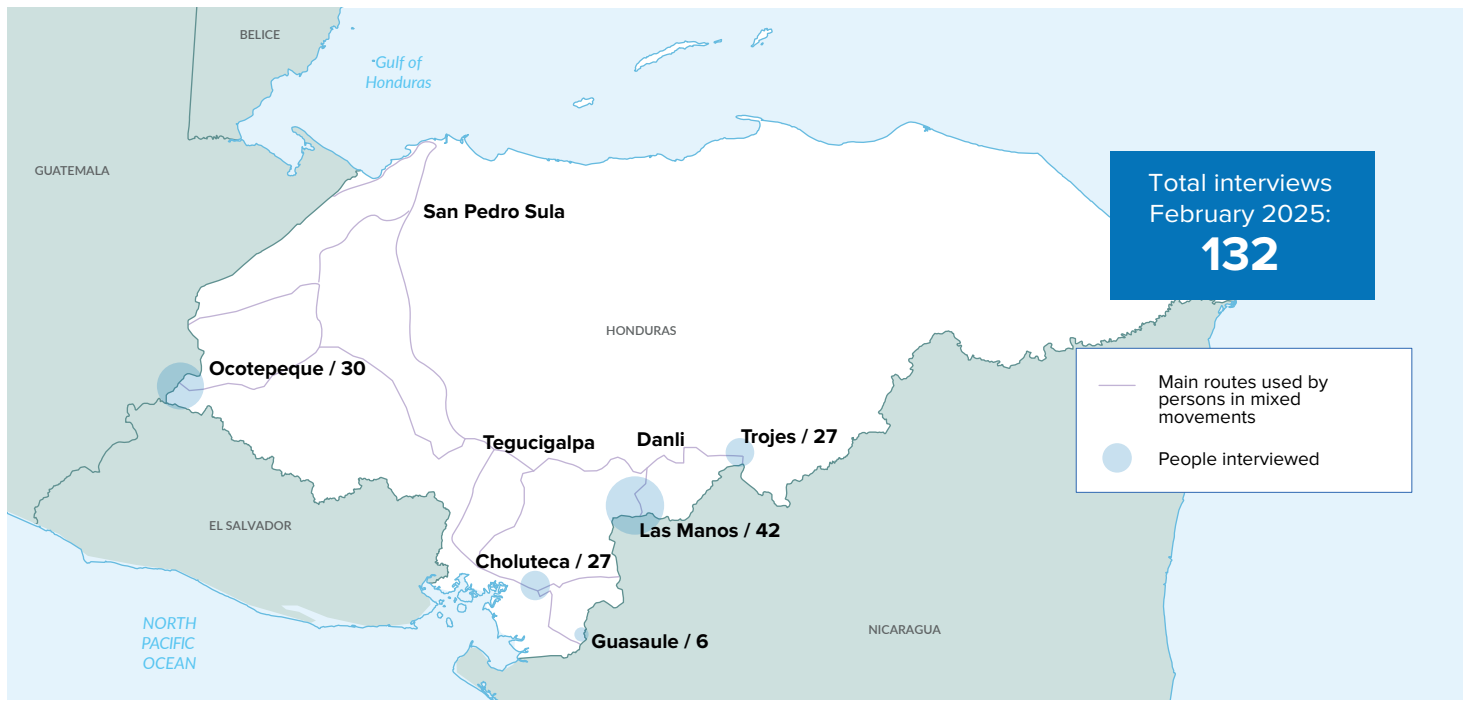 BELICE
Gulf of
Honduras
GUATEMALA
Total interviews
February 2025:
132
San Pedro Sula
HONDURAS
Ocotepeque / 30
Main routes used by
persons in mixed
movements
People interviewed
Tegucigalpa
Danli
Trojes / 27
EL SALVADOR
Las Manos / 42
Choluteca / 27
NORTH
PACIFIC
OCEAN
NICARAGUA
Guasaule / 6